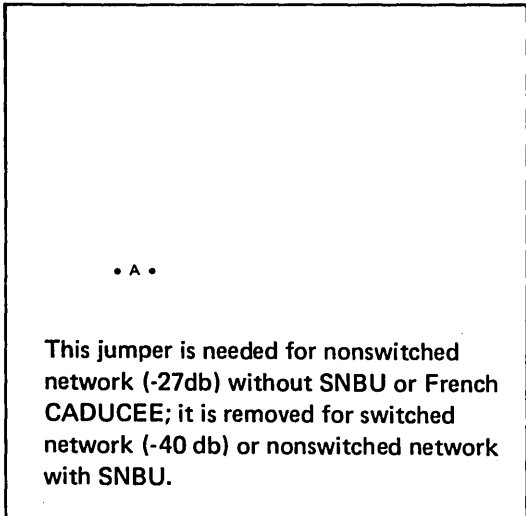 • A •
This jumper is needed for nonswitched
network (-27db) without SNBU or French
CADUCEE; it is removed for switched
network (-40 db) or nonswitched network
with SNBU.